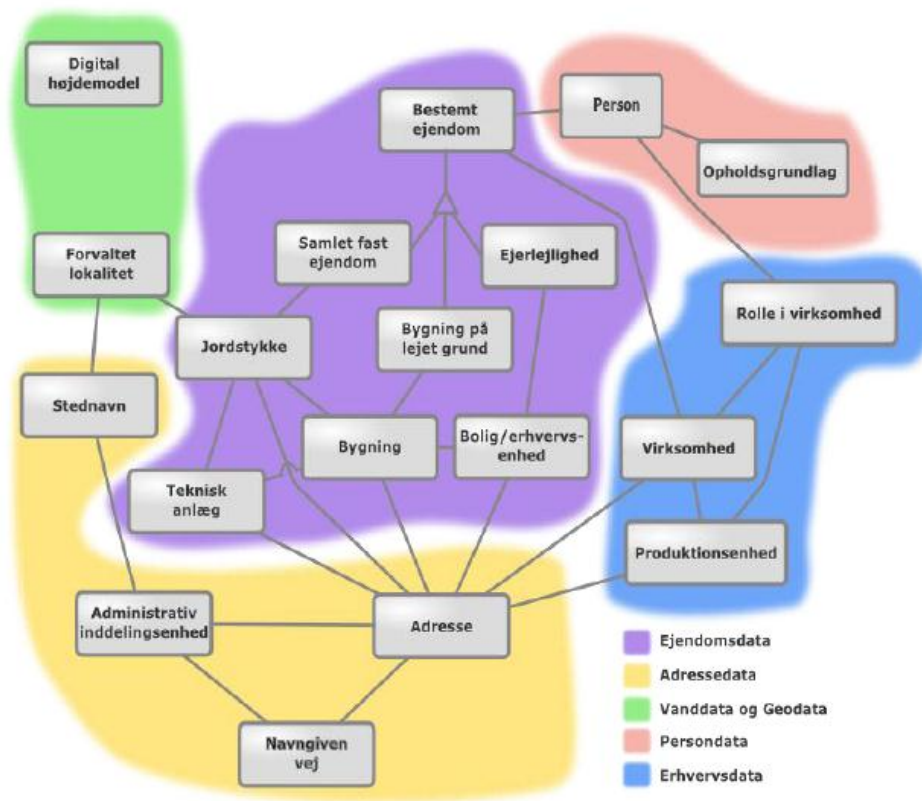 Digital
højdemodel
Bestemt
ejendom
Person
Opholdsgrundlag
Forvaltet
lokalitet
Samlet fast
ejendom
Ejerlejlighed
Rolle i virksomhed
Jordstykke
Bygning på
lejet grund
Stednavn
Bygning
Bolig/erhvervs-
enhed
Virksomhed
Teknisk
anlæg
Produktionsenhed
Administrativ
inddelingsenhed
Adresse
Navngiven
vej
Ejendomsdata
Adressedata
Vanddata og Geodata
Persondata
Erhvervsdata